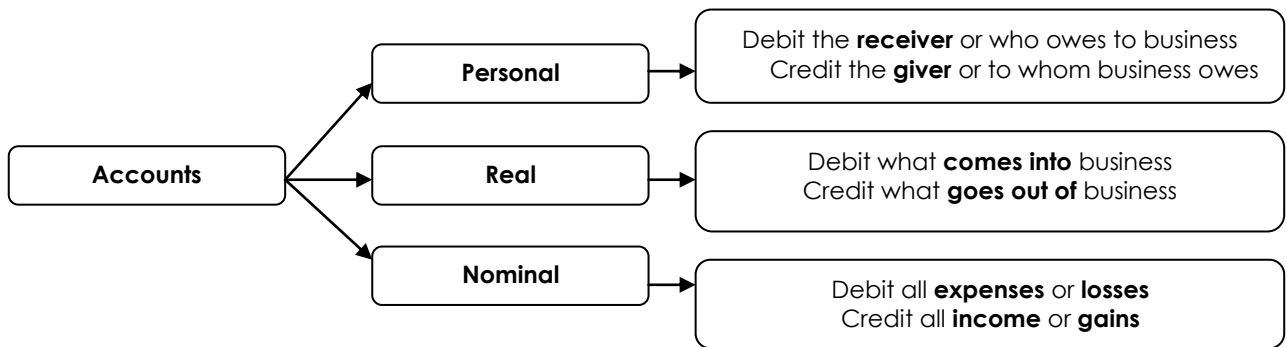 Accounts
Personal
Debit the receiver or who owes to business
Credit the giver or to whom business owes
Real
Debit what comes into business
Credit what goes out of business
Nominal
Debit all expenses or losses
Credit all income or gains